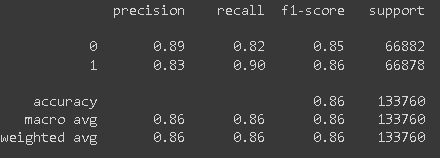 precision recall f1-score support
0 0.89 0.82 0.85 66882
1 0.83 0.90 0.86 66878
accuracy 0.86 133760
macro avg 0.86 0.86 0.86 133760
weighted avg 0.86 0.86 0.86 133760